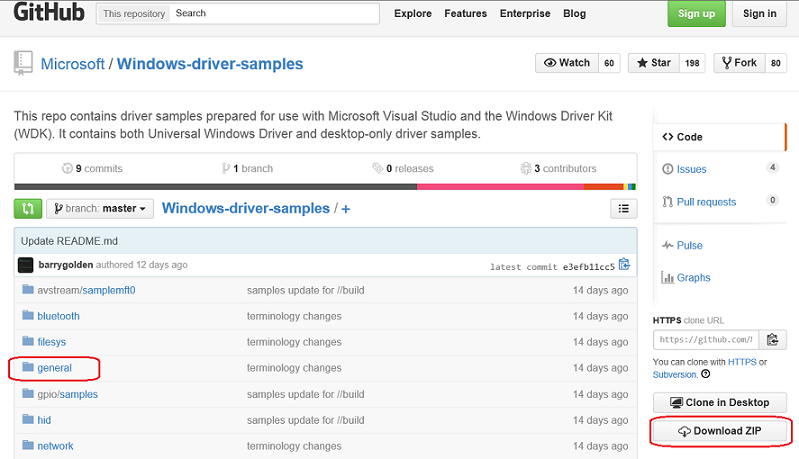 GitHub This repository Search Explore Features Enterprise Blog Sign up Sign in
Microsoft / Windows-driver-samples
Watch 60 Star 198 Fork 80
This repo contains driver samples prepared for use with Microsoft Visual Studio and the Windows Driver Kit
(WDK). It contains both Universal Windows Driver and desktop-only driver samples.
9 commits 1 branch 0 releases 3 contributors
branch: master Windows-driver-samples / +
Update README.md
barrygolden authored 12 days ago latest commit e3efb11cc5
avstream/samplemft0 samples update for //build 14 days ago
bluetooth terminology changes 14 days ago
filesys terminology changes 14 days ago
general terminology changes 14 days ago
gpio/samples samples update for //build 14 days ago
hid samples update for //build 14 days ago
network terminology changes 14 days ago
Code
Issues 4
Pull requests 0
Pulse
Graphs
HTTPS clone URL
https://github.com/
You can clone with HTTPS or
Subversion.
Clone in Desktop
Download ZIP